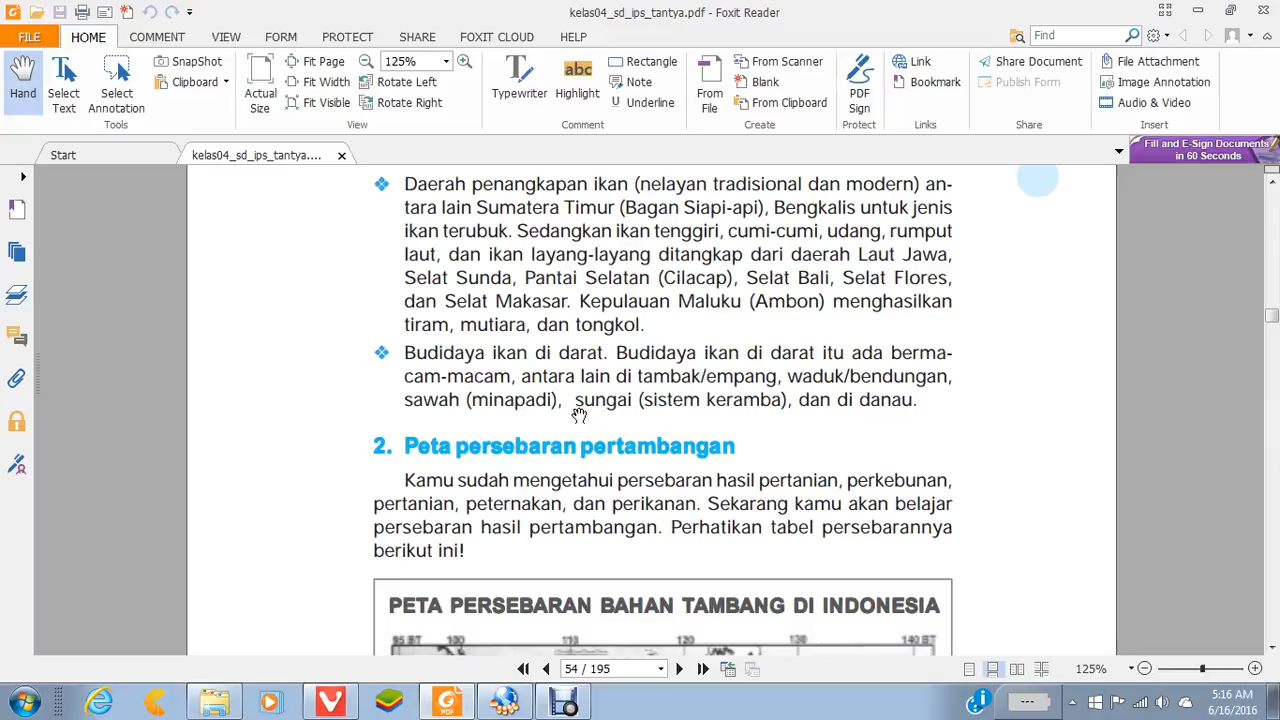 kelas04_sd_ips_tantya.pdf - Foxit Reader
FILE HOME COMMENT VIEW FORM PROTECT SHARE FOXIT CLOUD HELP Find
Hand
Select Text
Select Annotation
SnapShot
Clipboard
Tools
Actual Size
Fit Page
Fit Width
Fit Visible
125%
Rotate Left
Rotate Right
View
Typewriter
Highlight
Rectangle
Note
Underline
Comment
From File
From Scanner
Blank
From Clipboard
Create
PDF Sign
Protect
Link
Bookmark
Links
Share Document
Publish Form
Share
File Attachment
Image Annotation
Audio & Video
Insert
Start
kelas04_sd_ips_tantya....
Fill and E-Sign Documents
in 60 Seconds
Daerah penangkapan ikan (nelayan tradisional dan modern) an-
tara lain Sumatera Timur (Bagan Siapi-api), Bengkalis untuk jenis
ikan terubuk. Sedangkan ikan tenggiri, cumi-cumi, udang, rumput
laut, dan ikan layang-layang ditangkap dari daerah Laut Jawa,
Selat Sunda, Pantai Selatan (Cilacap), Selat Bali, Selat Flores,
dan Selat Makasar. Kepulauan Maluku (Ambon) menghasilkan
tiram, mutiara, dan tongkol.
Budidaya ikan di darat. Budidaya ikan di darat itu ada berma-
cam-macam, antara lain di tambak/empang, waduk/bendungan,
sawah (minapadi), sungai (sistem keramba), dan di danau.
2. Peta persebaran pertambangan
Kamu sudah mengetahui persebaran hasil pertanian, perkebunan,
pertanian, peternakan, dan perikanan. Sekarang kamu akan belajar
persebaran hasil pertambangan. Perhatikan tabel persebarannya
berikut ini!
PETA PERSEBARAN BAHAN TAMBANG DI INDONESIA
95 BT 100 110 120 130 140 BT
54 / 195
125%
5:16 AM
6/16/2016